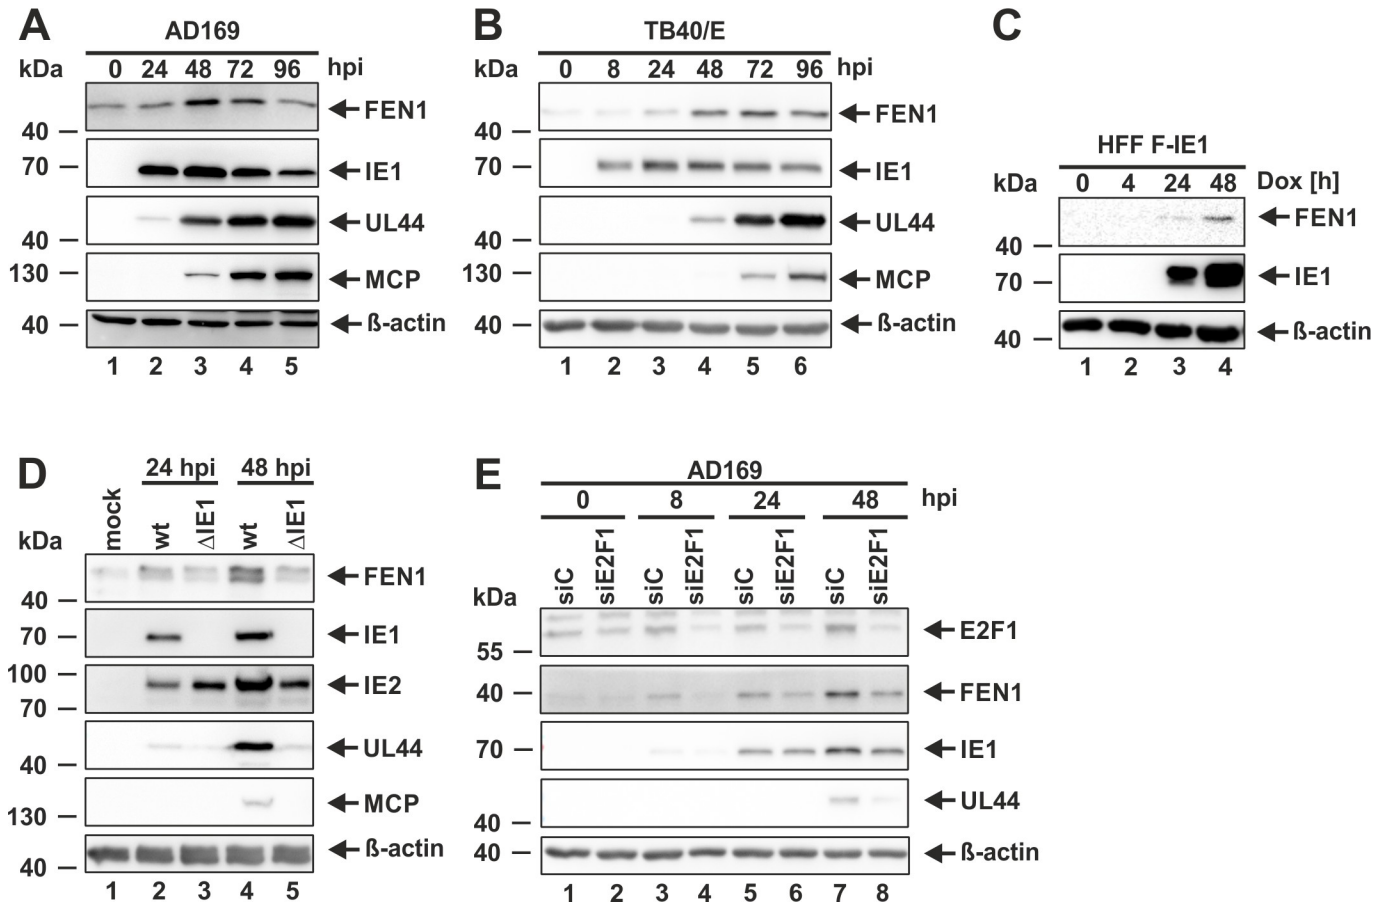 A
AD169
kDa 0 24 48 72 96 hpi
FEN1
40
70 IE1
UL44
40
130 MCP
40 ß-actin
1 2 3 4 5
B
TB40/E
kDa 0 8 24 48 72 96 hpi
FEN1
40
70 IE1
UL44
40
130 MCP
40 ß-actin
1 2 3 4 5 6
C
HFF F-IE1
kDa 0 4 24 48 Dox [h]
FEN1
40
70 IE1
40 ß-actin
1 2 3 4
D
24 hpi 48 hpi
kDa mock wt ΔIE1 wt ΔIE1
FEN1
40
70 IE1
100 IE2
70
UL44
40
MCP
130
ß-actin
40
1 2 3 4 5
E
AD169
0 8 24 48 hpi
kDa siC siE2F1 siC siE2F1 siC siE2F1 siC siE2F1
E2F1
55
40 FEN1
70 IE1
UL44
40
40 ß-actin
1 2 3 4 5 6 7 8